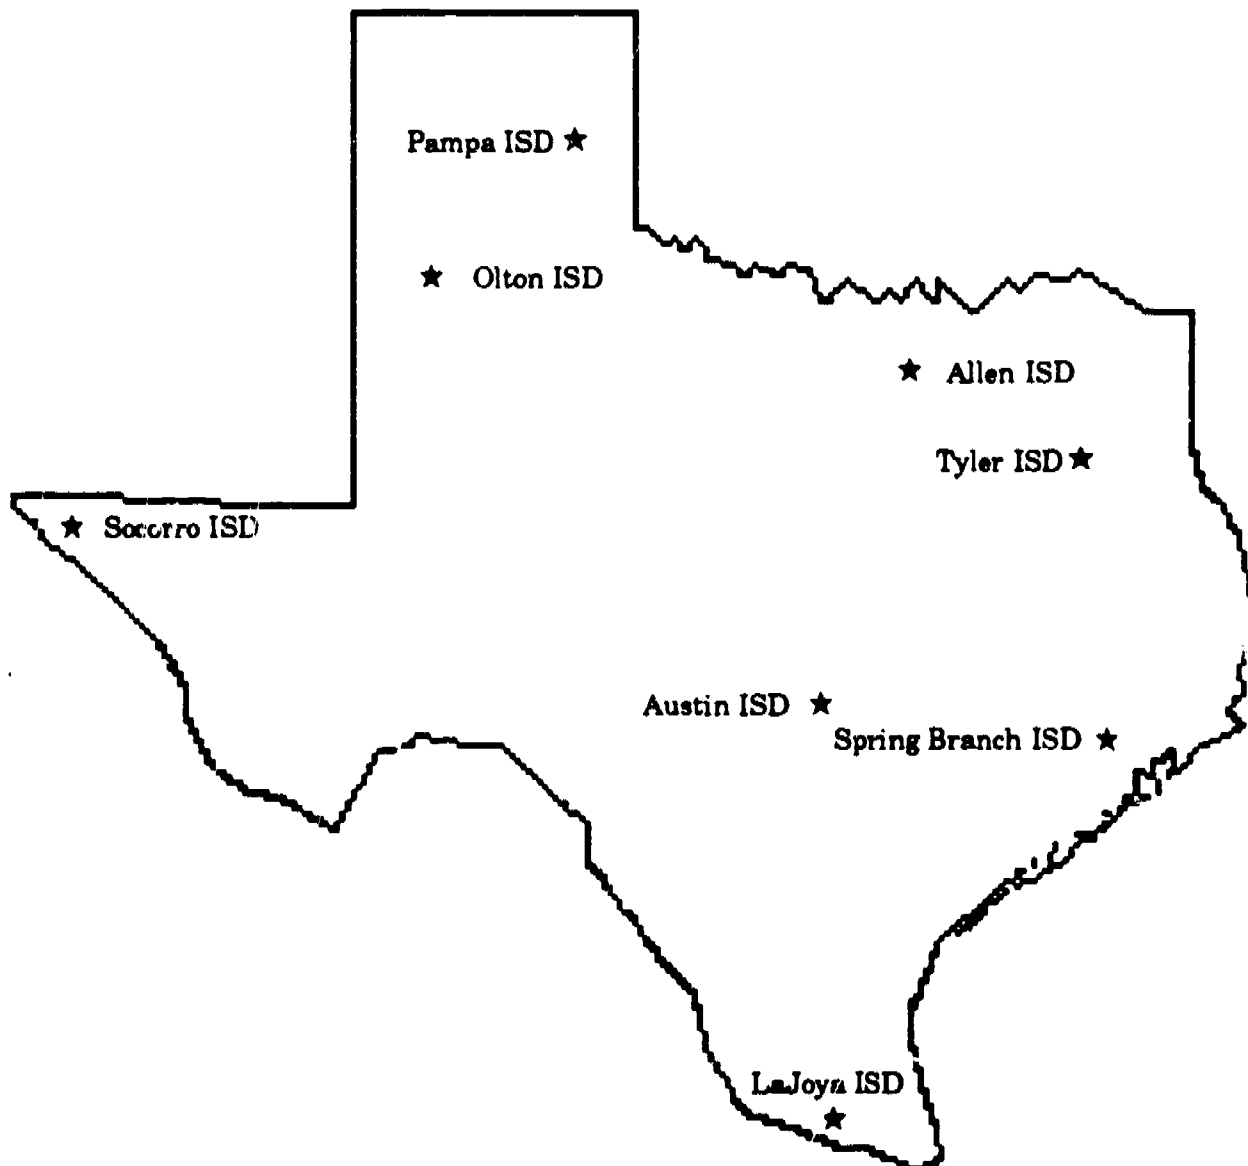 Pampa ISD
Olton ISD
Allen ISD
Tyler ISD
Socorro ISD
Austin ISD
Spring Branch ISD
LaJoya ISD